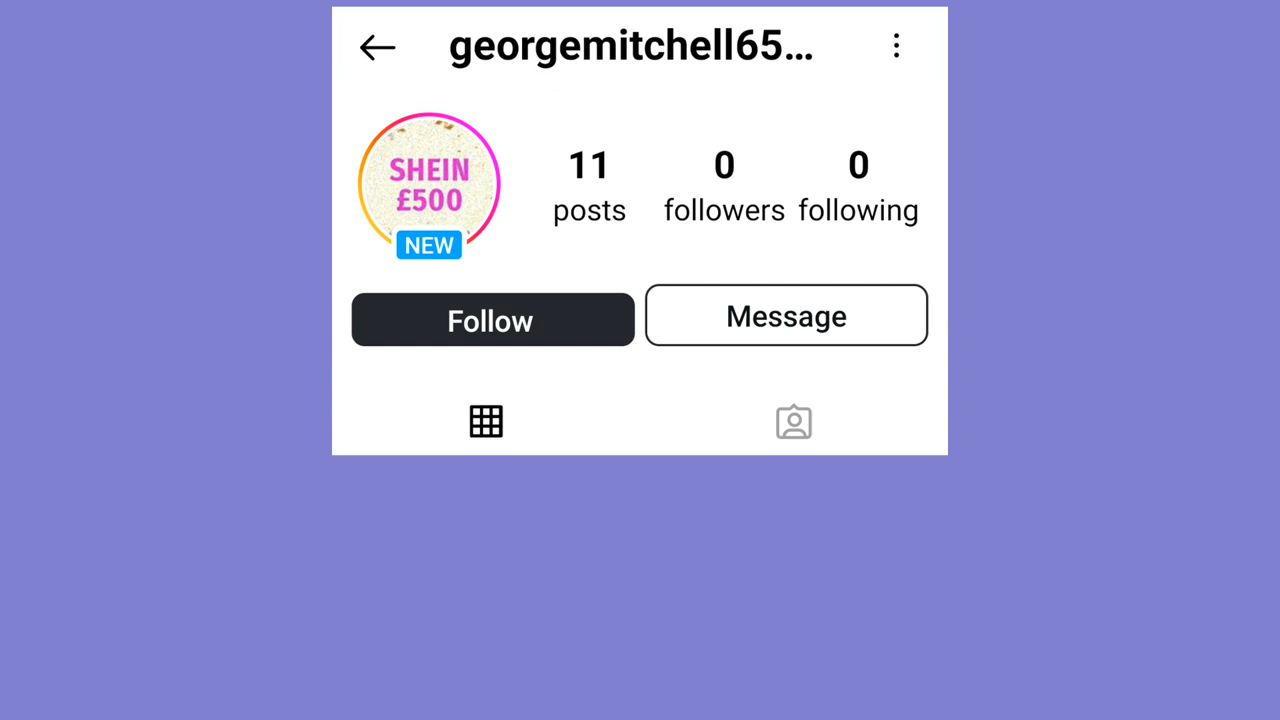 georgemitchell65...
SHEIN
£500
NEW
11
posts
0
followers
0
following
Follow
Message